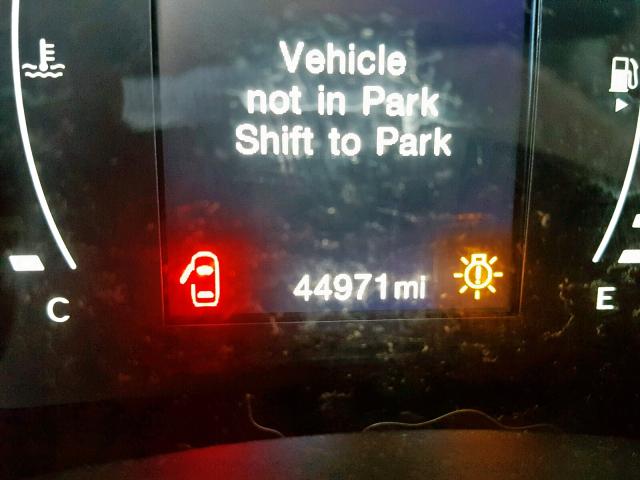 Vehicle
not in Park
Shift to Park
44971mi
C
E